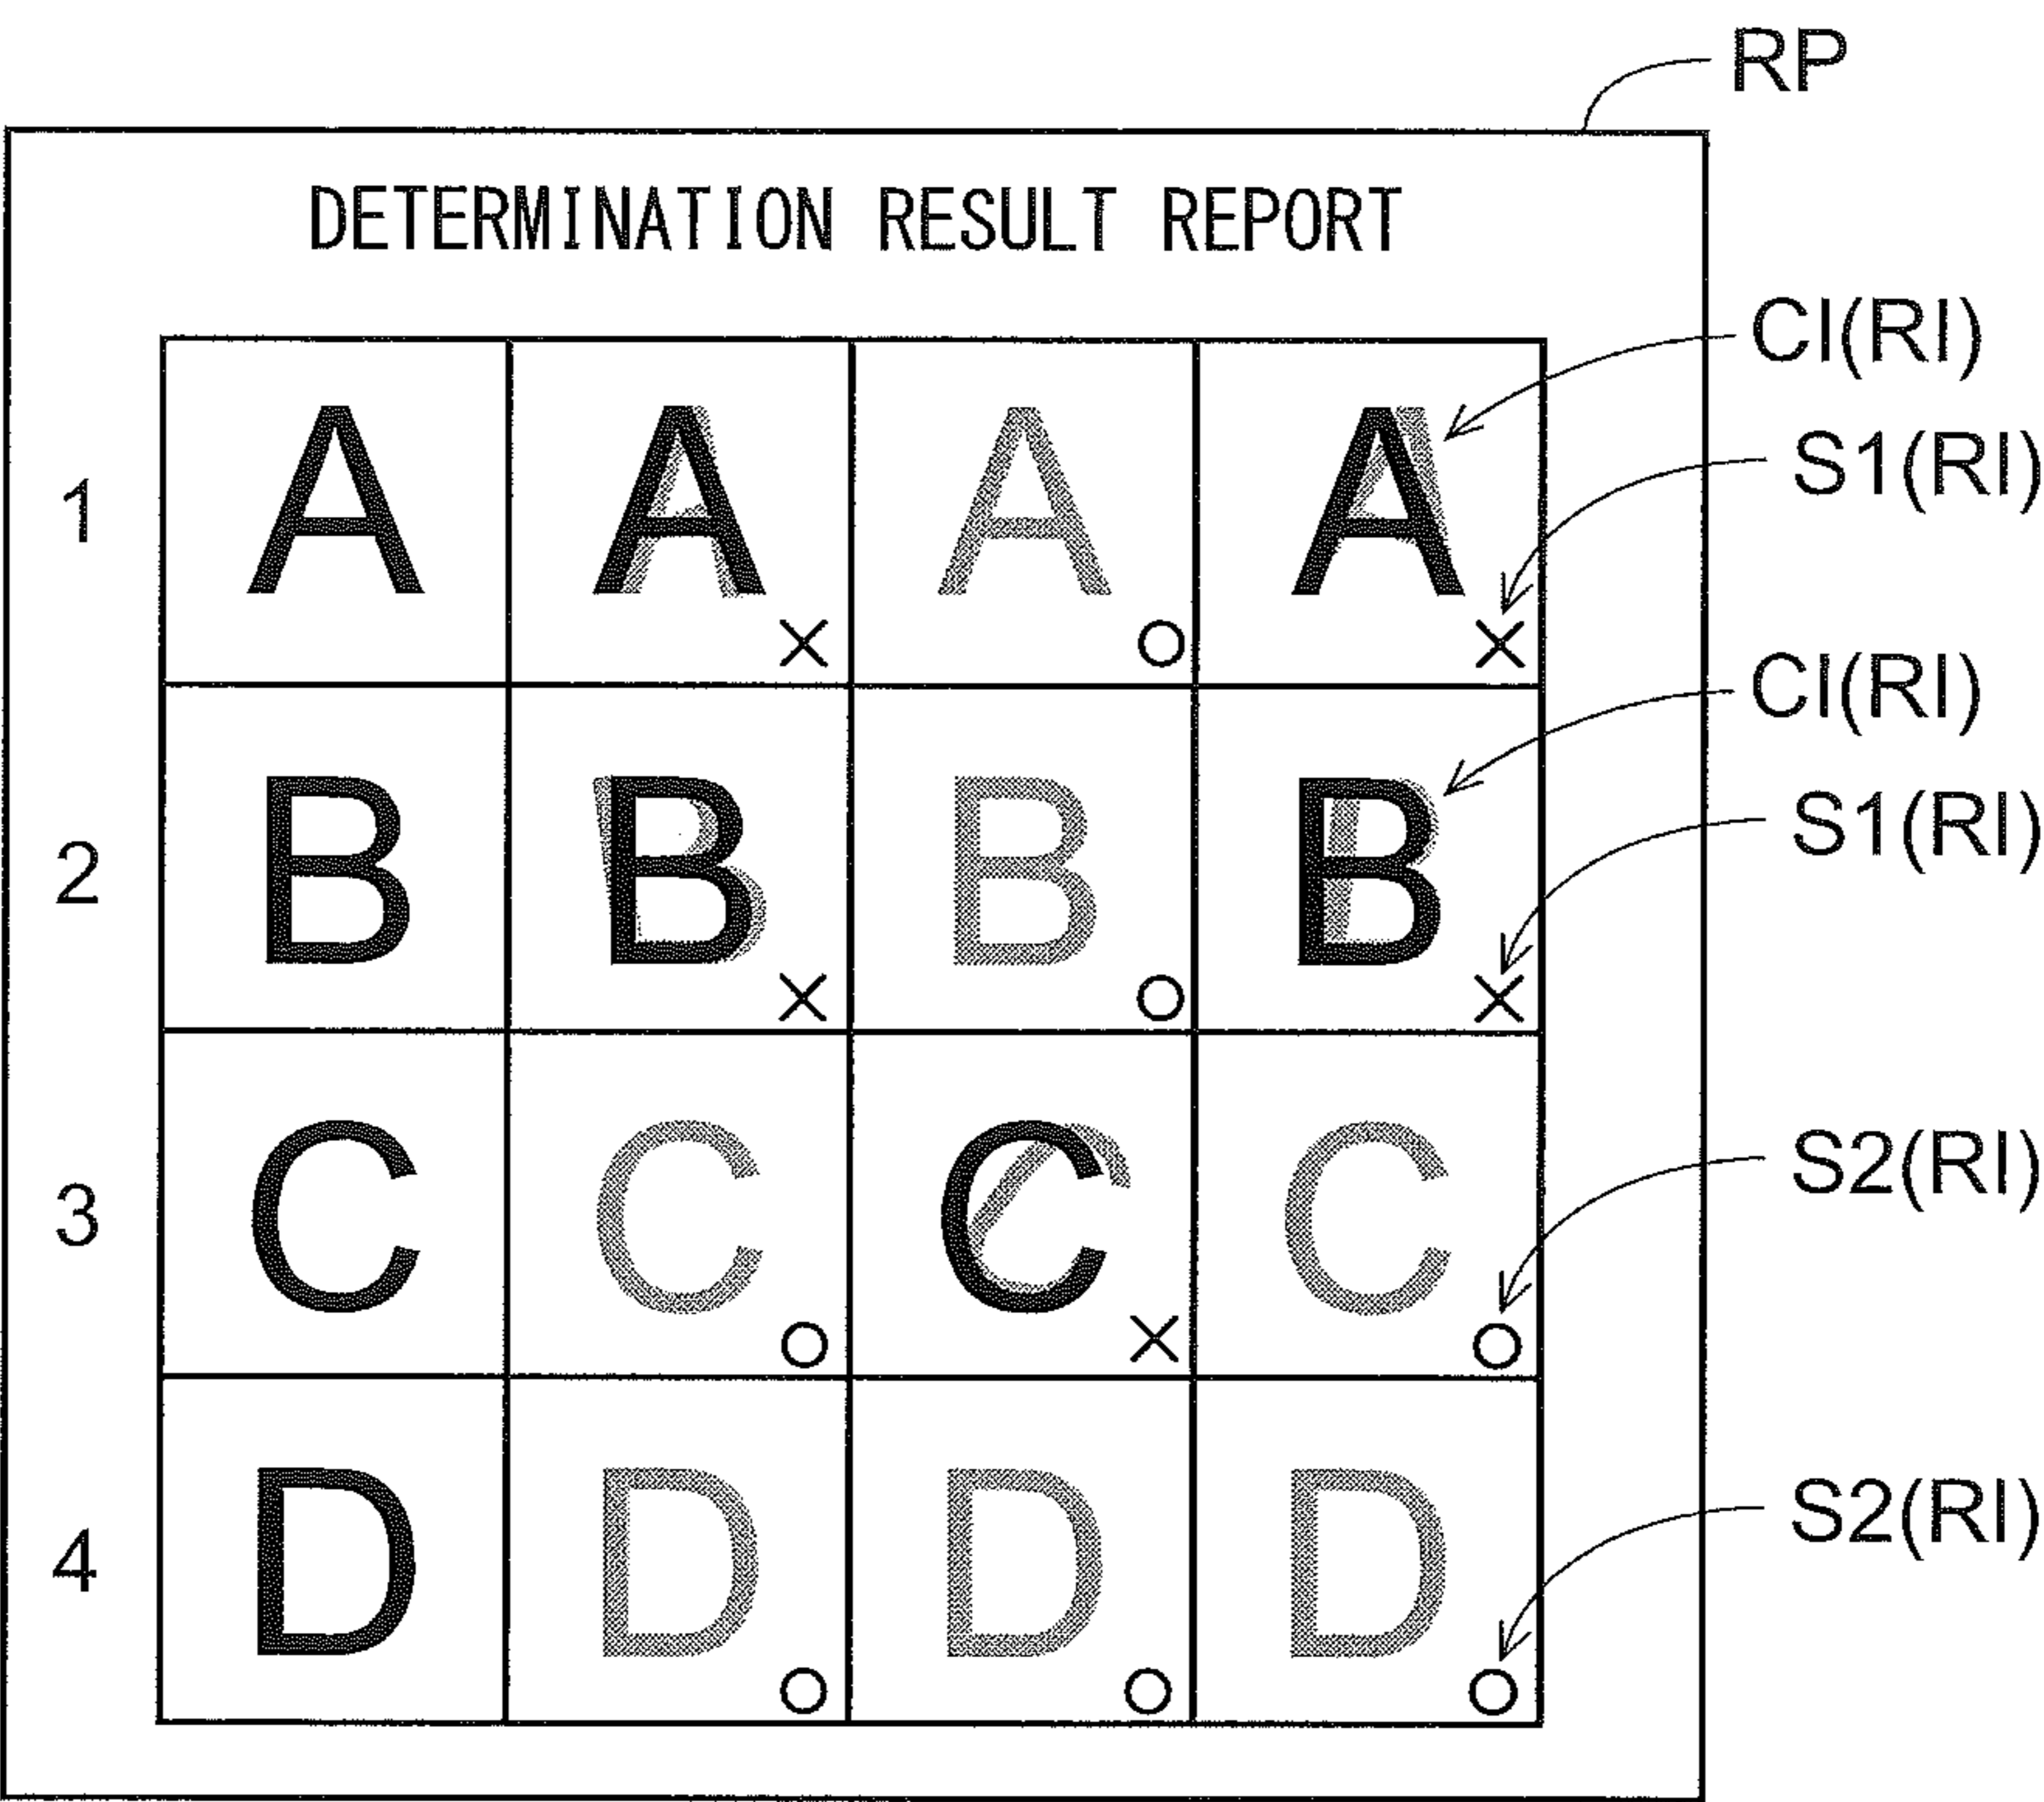 RP
DETERMINATION RESULT REPORT
CI(RI)
1 A A A A
S1(RI)
× ○ ×
CI(RI)
2 B B B B
S1(RI)
× ○ ×
3 C C C C
S2(RI)
○ × ○
4 D D D D
S2(RI)
○ ○ ○